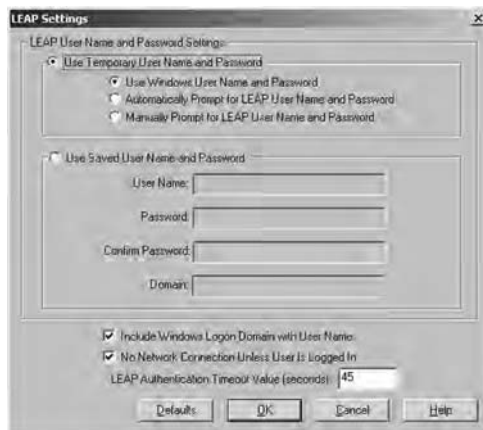 LEAP Settings
LEAP User Name and Password Settings
Use Temporary User Name and Password
Use Windows User Name and Password
Automatically Prompt for LEAP User Name and Password
Manually Prompt for LEAP User Name and Password
Use Saved User Name and Password
User Name:
Password:
Confirm Password:
Domain:
Include Windows Logon Domain with User Name
No Network Connection Unless User Is Logged In
LEAP Authentication Timeout Value (seconds): 45
Defaults OK Cancel Help